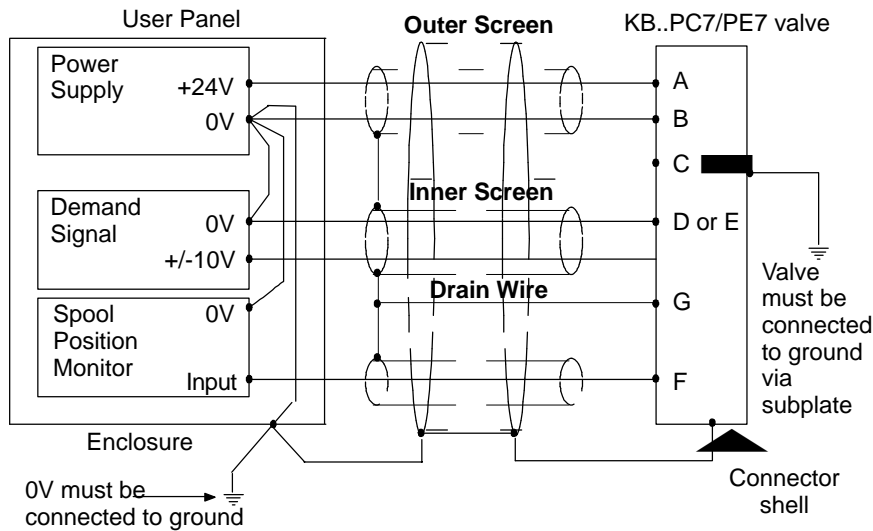 User Panel
Outer Screen
KB..PC7/PE7 valve
Power
Supply
+24V
0V
A
B
C
Inner Screen
Demand
Signal
0V
+/-10V
D or E
Drain Wire
Spool
Position
Monitor
0V
Input
G
F
Valve
must be
connected
to ground
via
subplate
Enclosure
0V must be
connected to ground
Connector
shell